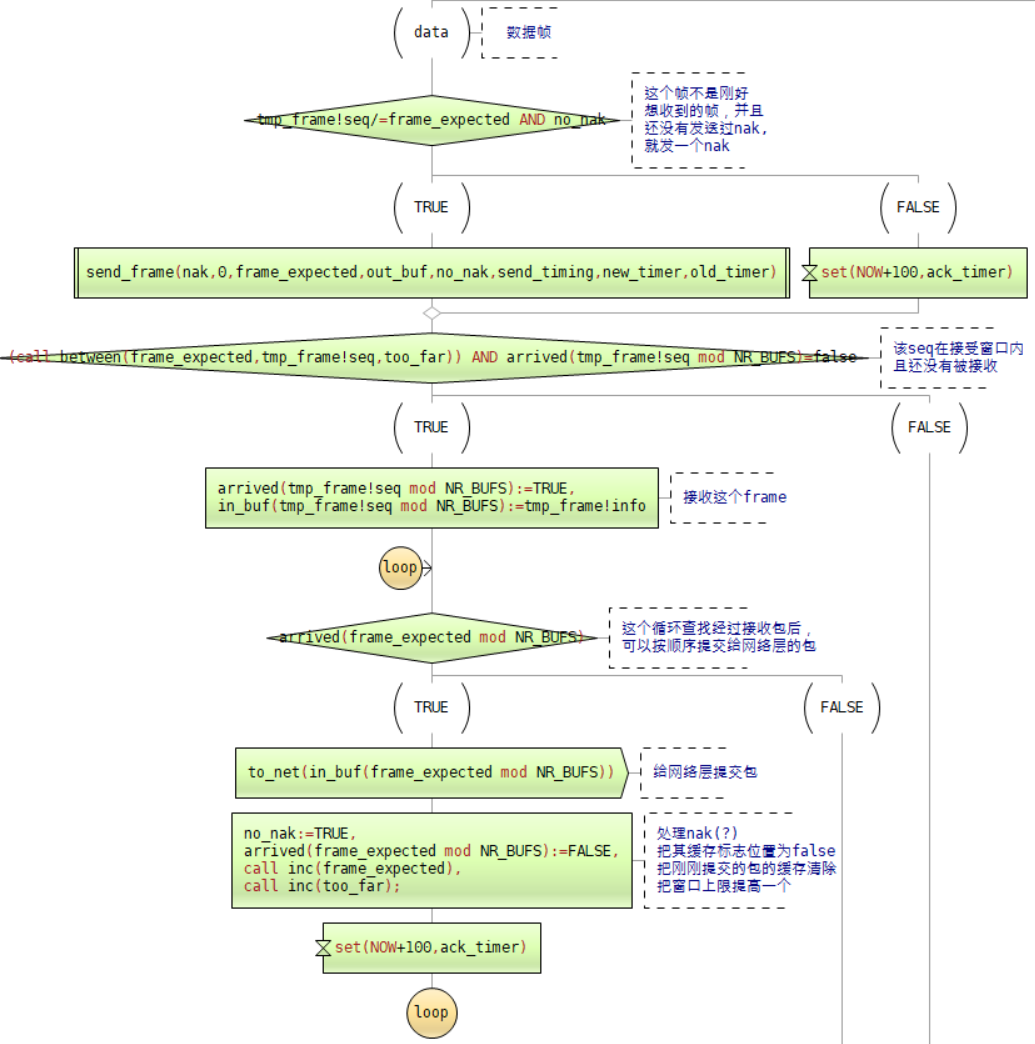 data
数据帧
tmp_frame!seq/=frame_expected AND no_nak
这个帧不是刚好
想收到的帧，并且
还没有发送过nak,
就发一个nak
TRUE
FALSE
send_frame(nak,0,frame_expected,out_buf,no_nak,send_timing,new_timer,old_timer)
set(NOW+100,ack_timer)
(call between(frame_expected,tmp_frame!seq,too_far)) AND arrived(tmp_frame!seq mod NR_BUFS)=false
该seq在接受窗口内
且还没有被接收
TRUE
FALSE
arrived(tmp_frame!seq mod NR_BUFS):=TRUE,
in_buf(tmp_frame!seq mod NR_BUFS):=tmp_frame!info
接收这个frame
loop
arrived(frame_expected mod NR_BUFS)
这个循环查找经过接收包后，
可以按顺序提交给网络层的包
TRUE
FALSE
to_net(in_buf(frame_expected mod NR_BUFS))
给网络层提交包
no_nak:=TRUE,
arrived(frame_expected mod NR_BUFS):=FALSE,
call inc(frame_expected),
call inc(too_far);
处理nak(?)
把其缓存标志位置为false
把刚刚提交的包的缓存清除
把窗口上限提高一个
set(NOW+100,ack_timer)
loop